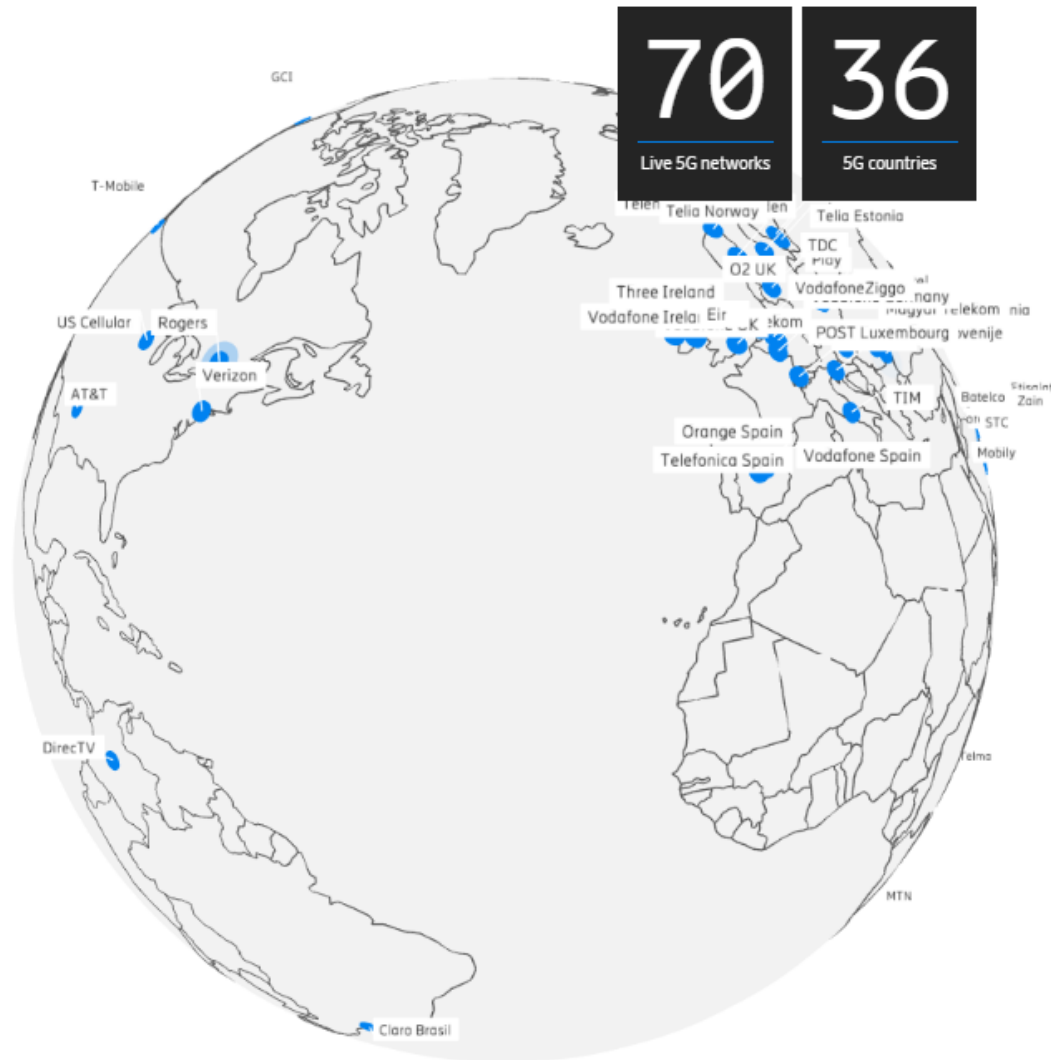 70
Live 5G networks
36
5G countries
GCI
T-Mobile
Telia Norway
Telia Estonia
TDC
O2 UK
Play
VodafoneZiggo
Three Ireland
Vodafone Eir
POST Luxembourg
US Cellular
Rogers
Verizon
AT&T
TIM
Batelco
Zain
STC
Mobily
Orange Spain
Telefonica Spain
Vodafone Spain
DirecTV
Telma
MTN
Claro Brasil